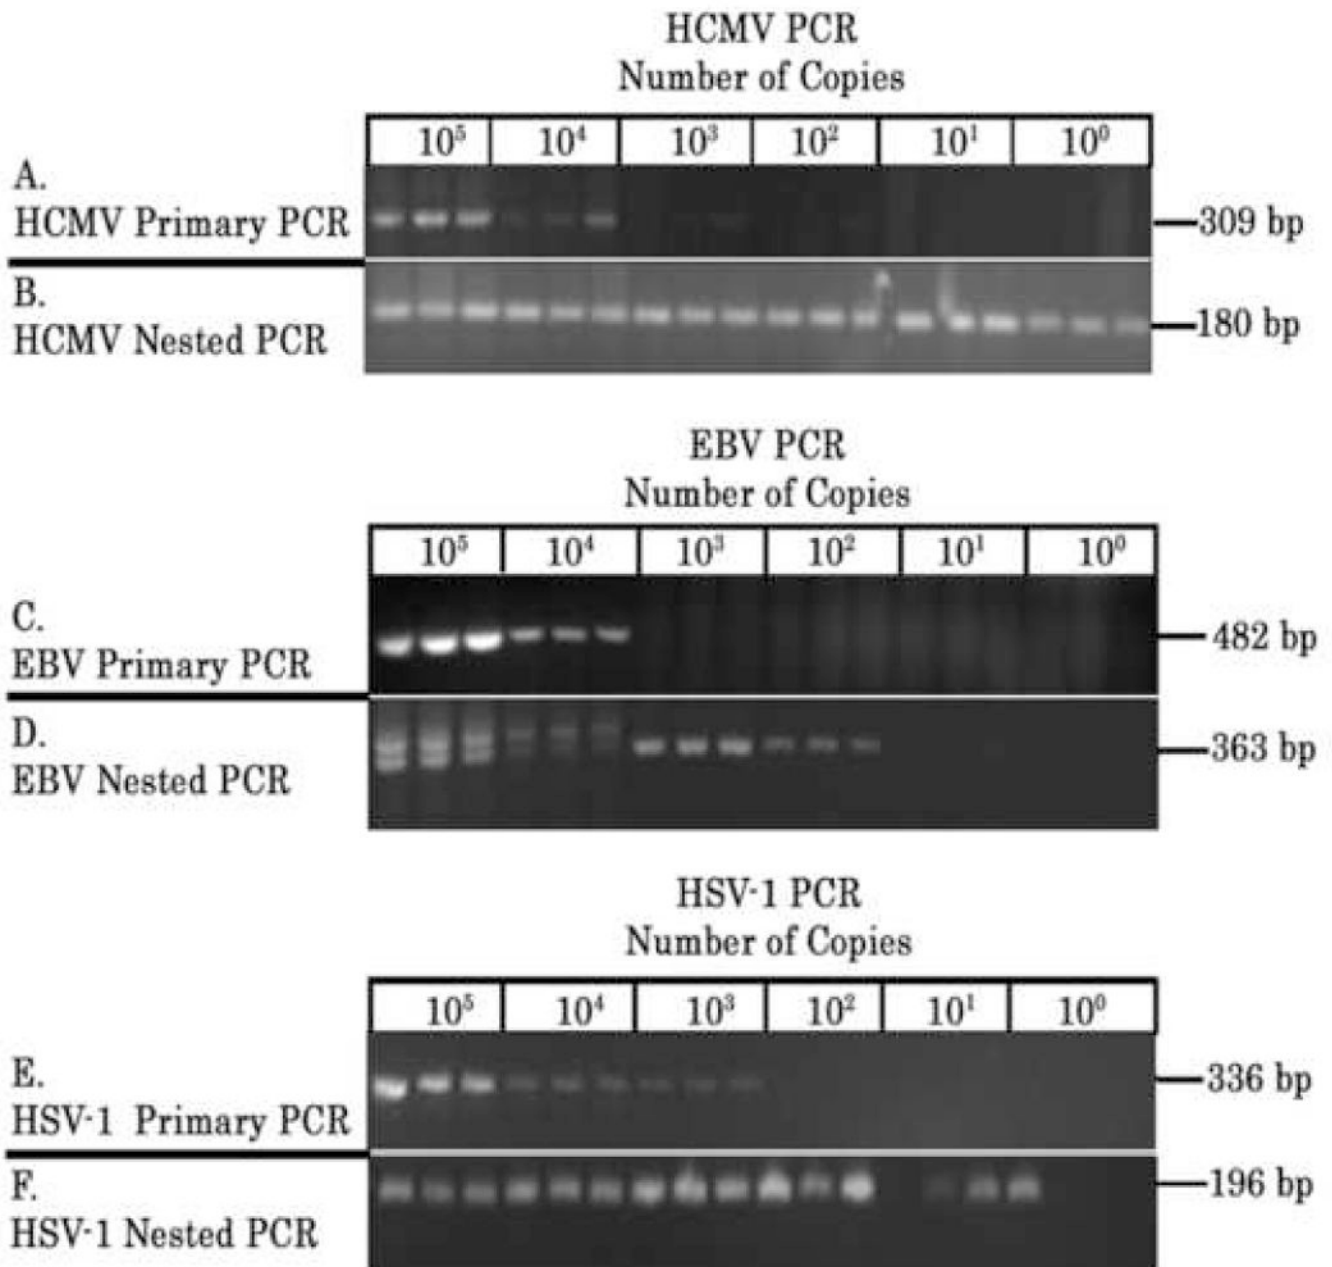 HCMV PCR
Number of Copies
10⁵ 10⁴ 10³ 10² 10¹ 10⁰
A.
HCMV Primary PCR
309 bp
B.
HCMV Nested PCR
180 bp
EBV PCR
Number of Copies
10⁵ 10⁴ 10³ 10² 10¹ 10⁰
C.
EBV Primary PCR
482 bp
D.
EBV Nested PCR
363 bp
HSV-1 PCR
Number of Copies
10⁵ 10⁴ 10³ 10² 10¹ 10⁰
E.
HSV-1 Primary PCR
336 bp
F.
HSV-1 Nested PCR
196 bp